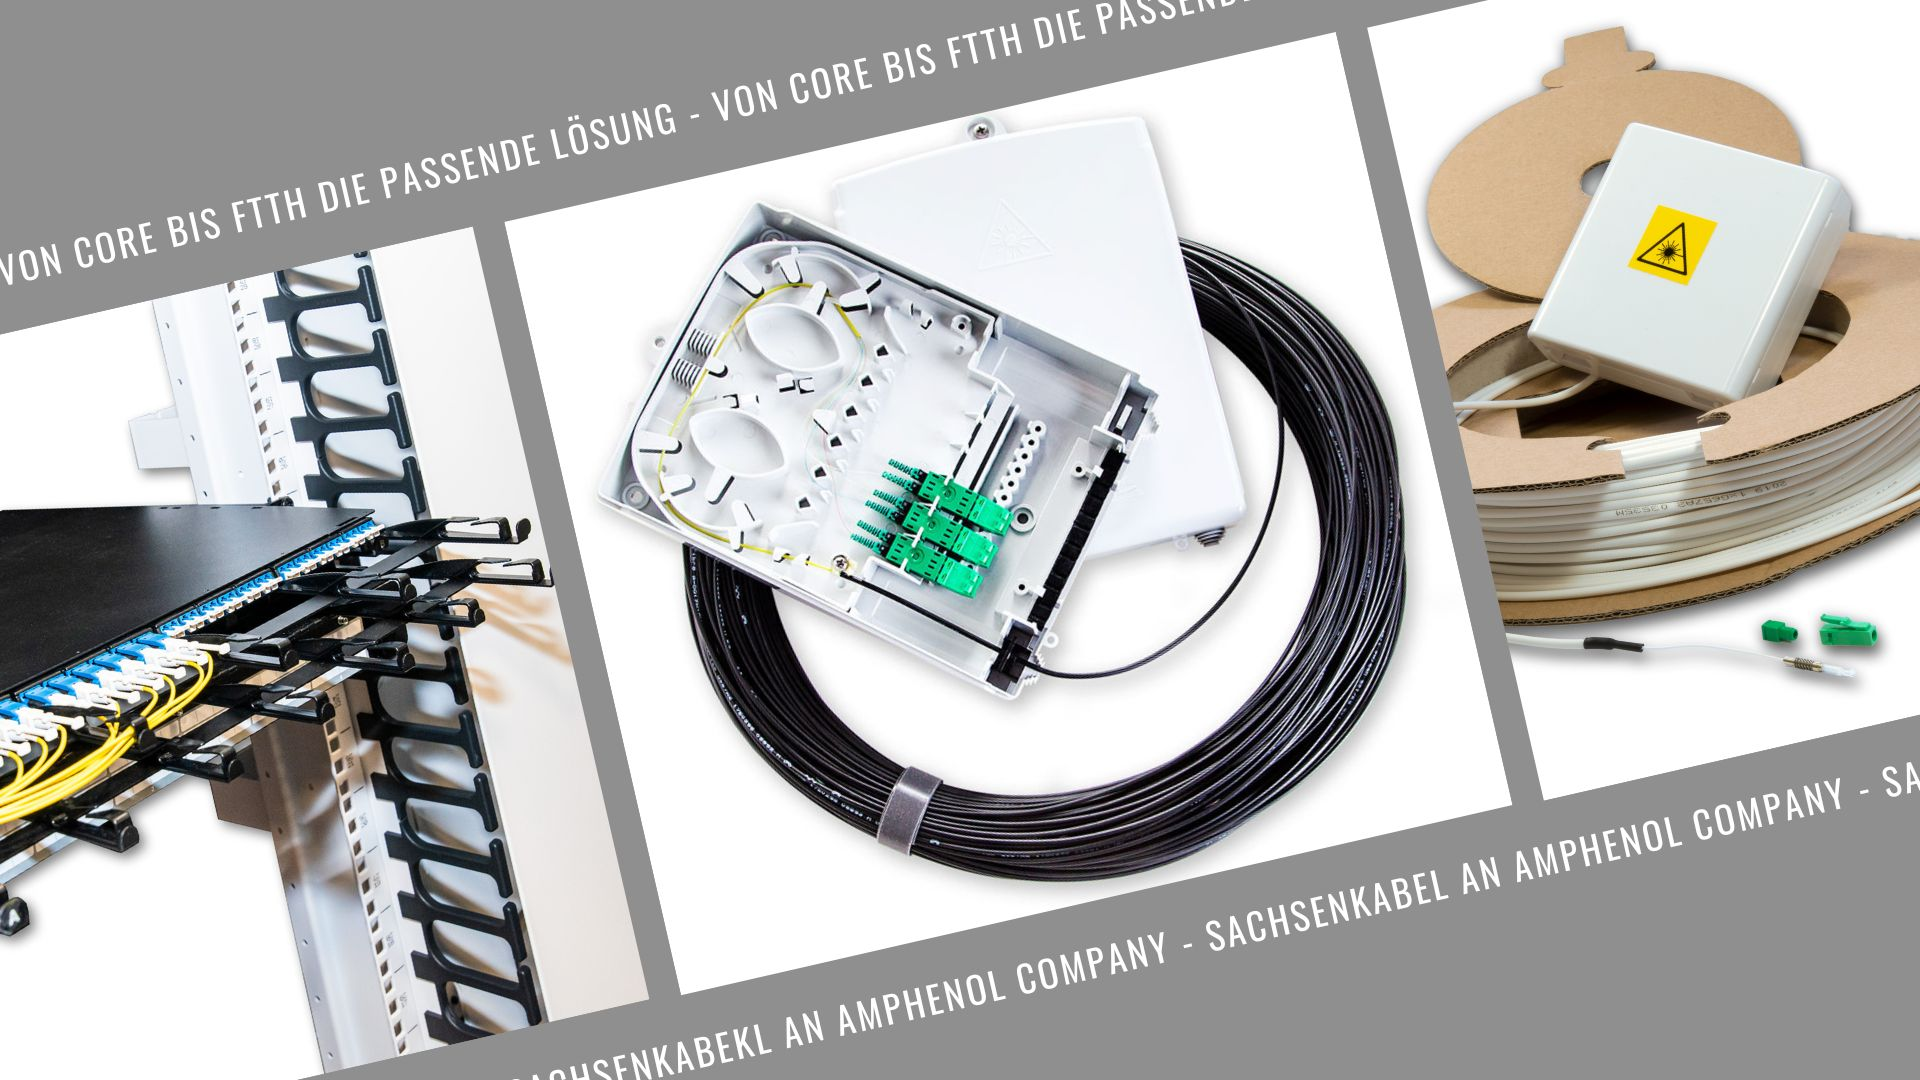 VON CORE BIS FTTH DIE PASSENDE LÖSUNG - VON CORE BIS FTTH DIE PASSENDE
SACHSENKABEKL AN AMPHENOL COMPANY - SACHSENKABEL AN AMPHENOL COMPANY - SA